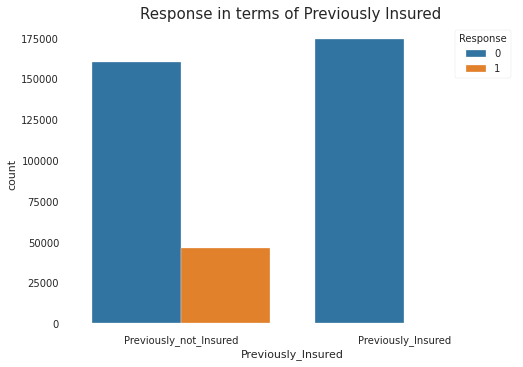 Response in terms of Previously Insured
Response
0
1
175000
150000
125000
100000
75000
50000
25000
0
count
Previously_not_Insured
Previously_Insured
Previously_Insured